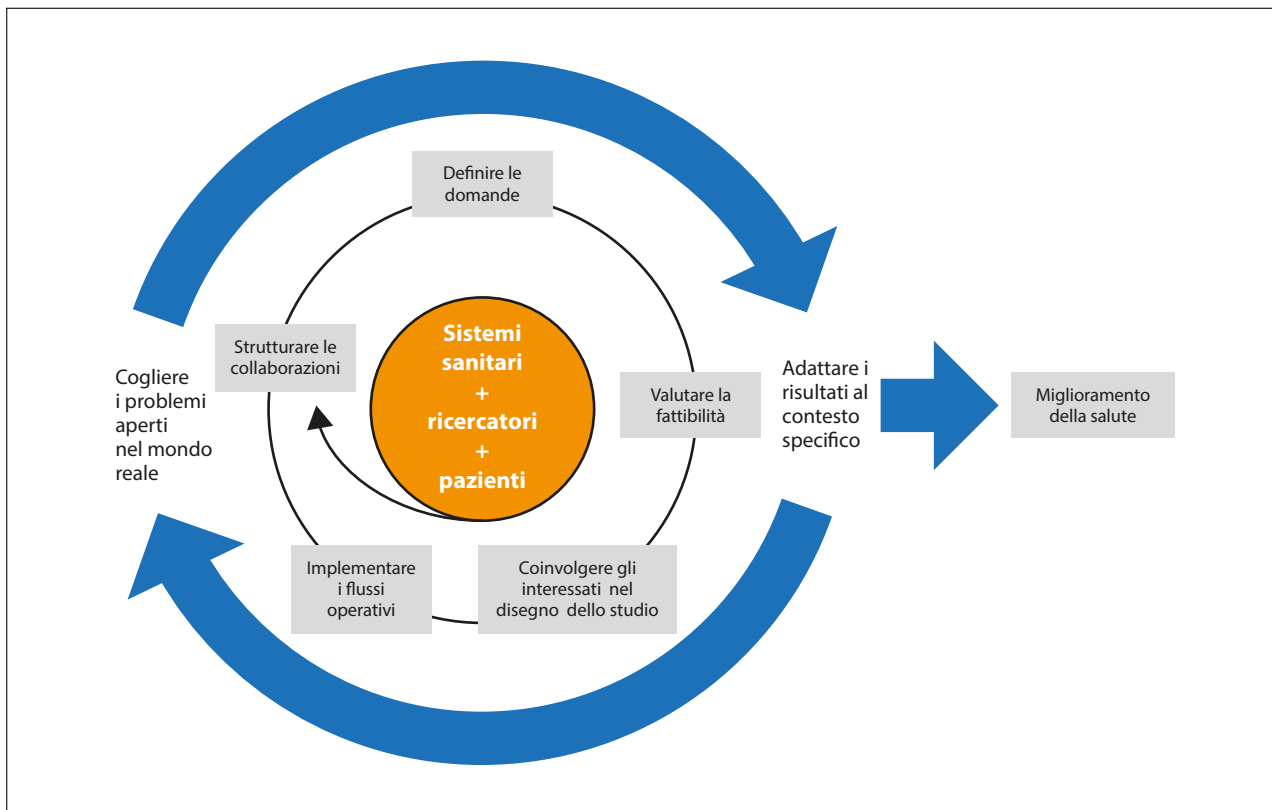 Definire le
domande
Sistemi
sanitari
+
ricercatori
+
pazienti
Strutturare le
collaborazioni
Cogliere
i problemi
aperti
nel mondo
reale
Valutare la
fattibilità
Adattare i
risultati al
contesto
specifico
Miglioramento
della salute
Implementare
i flussi
operativi
Coinvolgere gli
interessati nel
disegno dello studio